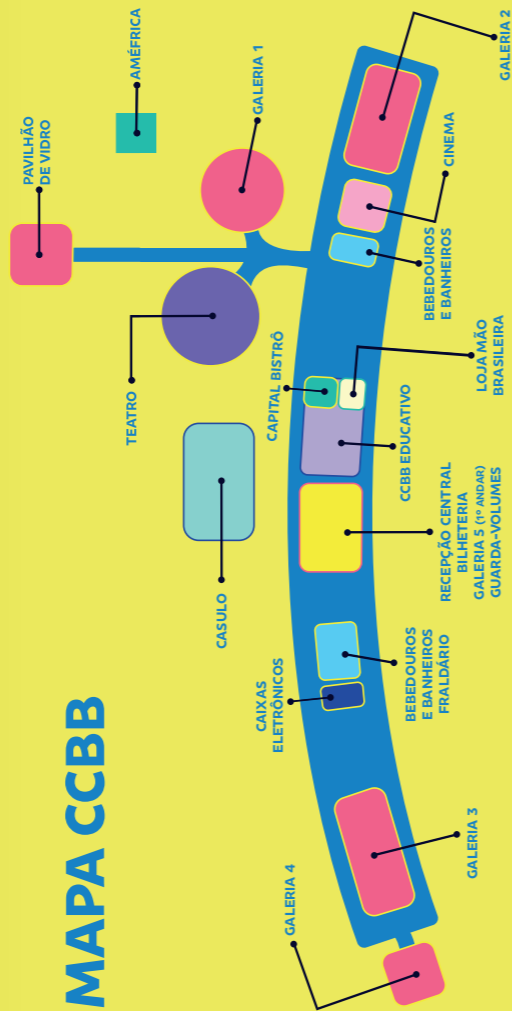 MAPA CCBB
GALERIA 4
GALERIA 3
CAIXAS
ELETRÔNICOS
BEBEDOUROS
E BANHEIROS
FRALDÁRIO
CASULO
RECEPÇÃO CENTRAL
BILHETERIA
GALERIA 5 (1º ANDAR)
GUARDA-VOLUMES
CCBB EDUCATIVO
CAPITAL BISTRÔ
LOJA MÃO
BRASILEIRA
TEATRO
BEBEDOUROS
E BANHEIROS
CINEMA
PAVILHÃO
DE VIDRO
AMÉFRICA
GALERIA 1
GALERIA 2